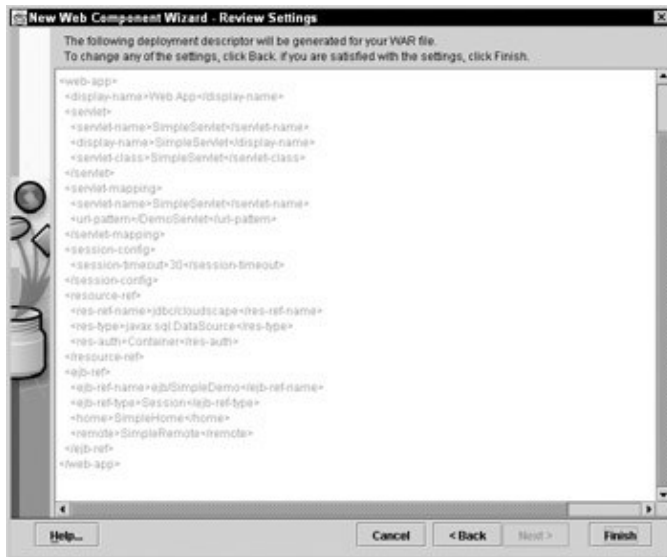 New Web Component Wizard - Review Settings
The following deployment descriptor will be generated for your WAR file.
To change any of the settings, click Back. if you are satisfied with the settings, click Finish.
<web-app>
<display-name>Web App</display-name>
<servlet>
<servlet-name>SimpleServlet</servlet-name>
<display-name>SimpleServlet</display-name>
<servlet-class>SimpleServlet</servlet-class>
</servlet>
<servlet-mapping>
<servlet-name>SimpleServlet</servlet-name>
<url-pattern>/DemoServlet</url-pattern>
</servlet-mapping>
<session-config>
<session-timeout>30</session-timeout>
</session-config>
<resource-ref>
<res-ref-name>jdbc/cloudscape</res-ref-name>
<res-type>javax.sql.DataSource</res-type>
<res-auth>Container</res-auth>
</resource-ref>
<ejb-ref>
<ejb-ref-name>ejb/SimpleDemo</ejb-ref-name>
<ejb-ref-type>Session</ejb-ref-type>
<home>SimpleHome</home>
<remote>SimpleRemote</remote>
</ejb-ref>
</web-app>
Help... Cancel < Back Next > Finish